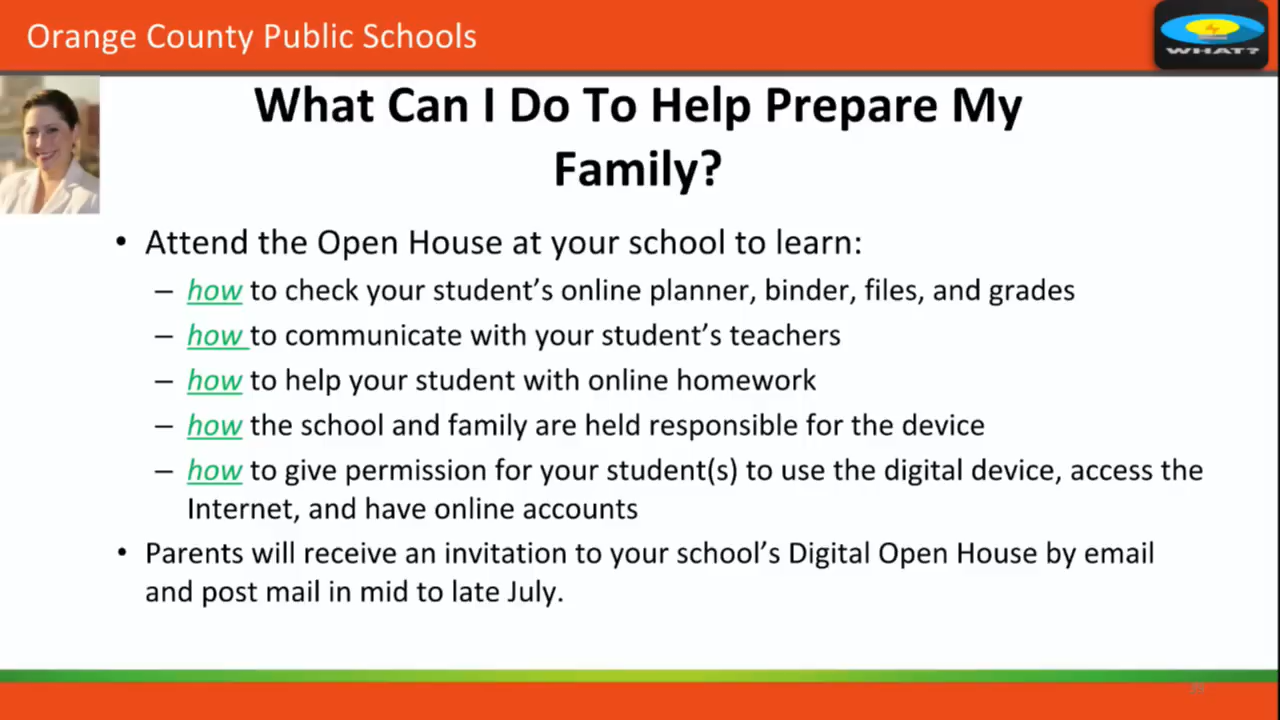 Orange County Public Schools
WHAT?
What Can I Do To Help Prepare My
Family?
• Attend the Open House at your school to learn:
– how to check your student’s online planner, binder, files, and grades
– how to communicate with your student’s teachers
– how to help your student with online homework
– how the school and family are held responsible for the device
– how to give permission for your student(s) to use the digital device, access the
Internet, and have online accounts
• Parents will receive an invitation to your school’s Digital Open House by email
and post mail in mid to late July.